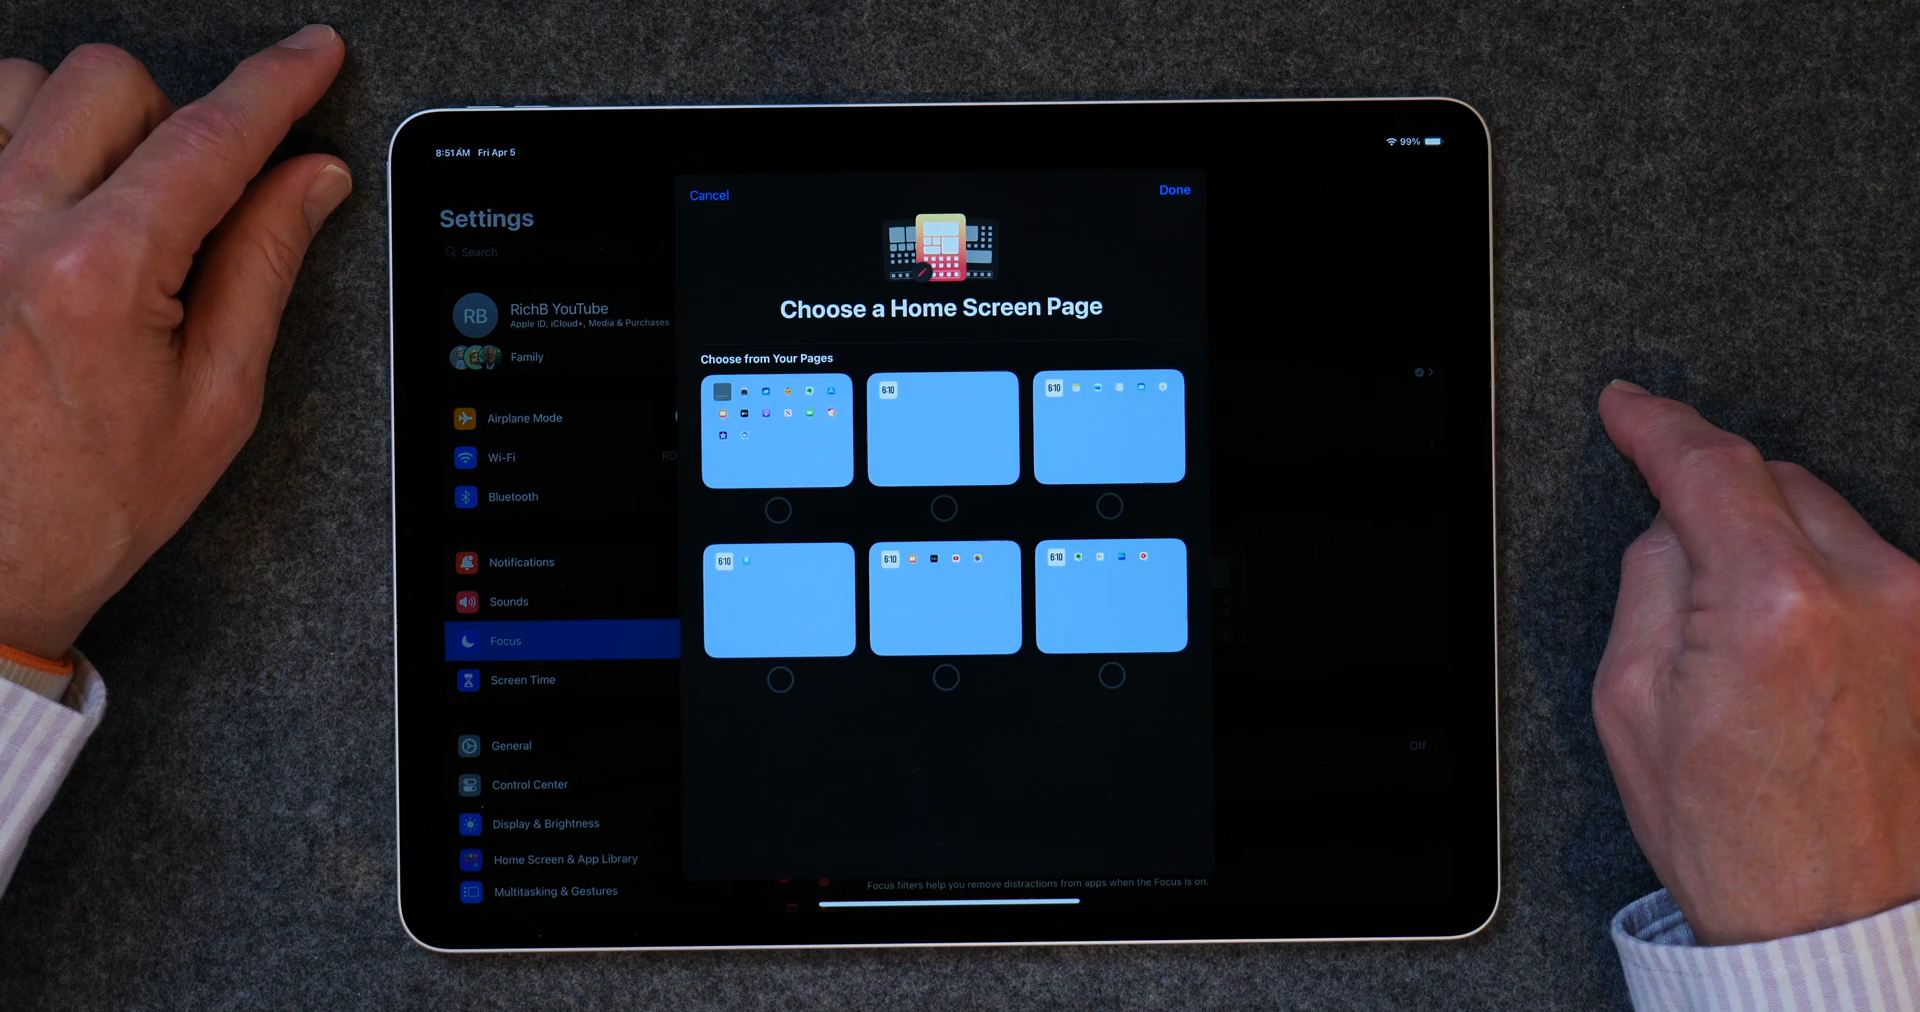 8:51 AM Fri Apr 5
99%
Settings
Search
RB
RichB YouTube
Apple ID, iCloud+, Media & Purchases
Family
Airplane Mode
Wi-Fi
RD
Bluetooth
Notifications
Sounds
Focus
Screen Time
General
Control Center
Display & Brightness
Home Screen & App Library
Multitasking & Gestures
Cancel
Done
Choose a Home Screen Page
Choose from Your Pages
6:10
6:10
6:10
6:10
6:10
Off
Focus filters help you remove distractions from apps when the Focus is on.